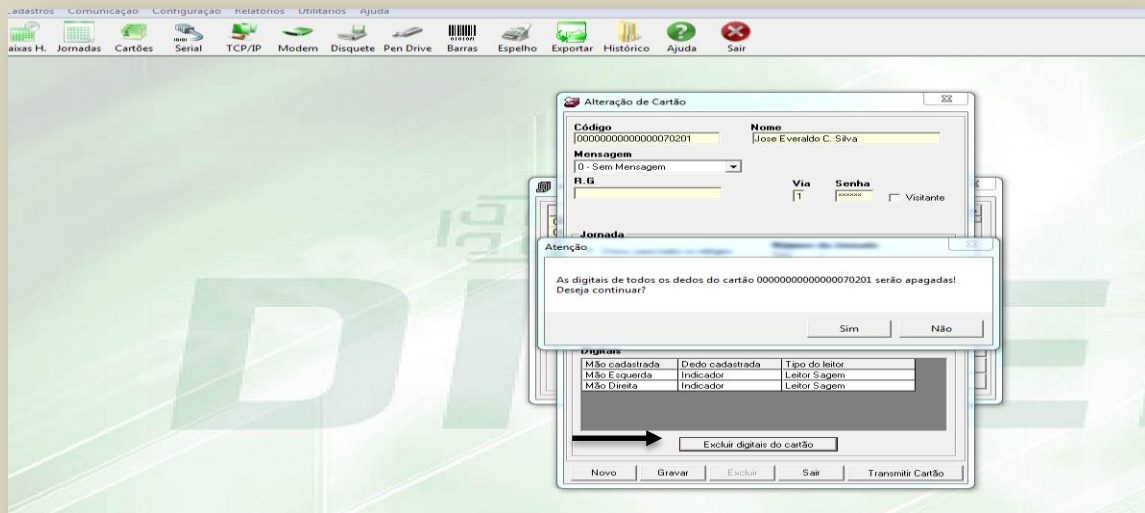 Cadastros Comunicação Configuração Relatórios Utilitários Ajuda
aixas H. Jornadas Cartões Serial TCP/IP Modem Disquete Pen Drive Barras Espelho Exportar Histórico Ajuda Sair
Alteração de Cartão
Código Nome
00000000000000070201 Jose Everaldo C. Silva
Mensagem
0 - Sem Mensagem
R.G Via Senha
1 ****** Visitante
Jornada
Atenção
As digitais de todos os dedos do cartão 00000000000000070201 serão apagadas!
Deseja continuar?
Sim Não
Digitais
Mão cadastrada Dedo cadastrada Tipo do leitor
Mão Esquerda Indicador Leitor Sagem
Mão Direita Indicador Leitor Sagem
Excluir digitais do cartão
Novo Gravar Excluir Sair Transmitir Cartão